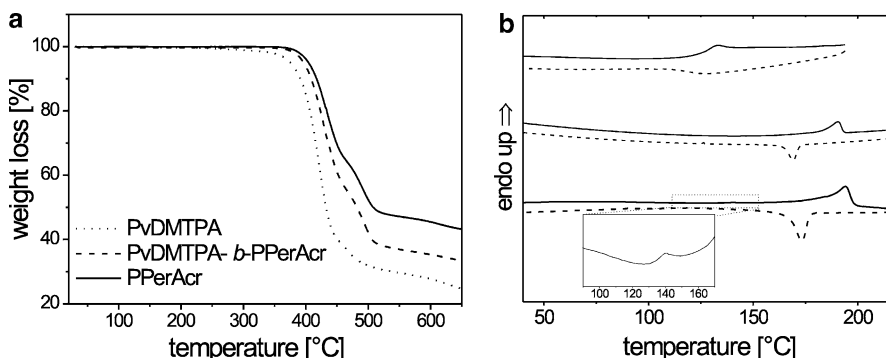 a
weight loss [%]
100
80
60
40
20
PvDMTPA
PvDMTPA- b-PPerAcr
PPerAcr
100 200 300 400 500 600
temperature [°C]
b
endo up ⇒
100 120 140 160
50 100 150 200
temperature [°C]